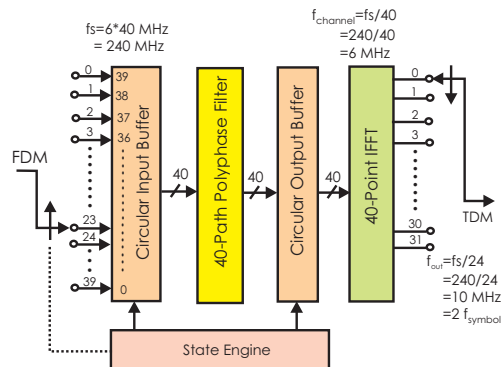 fs=6*40 MHz
= 240 MHz
f channel=fs/40
=240/40
=6 MHz
FDM
0
1
2
3
23
24
39
39
38
37
36
0
Circular Input Buffer
40
40-Path Polyphase Filter
40
Circular Output Buffer
40
40-Point IFFT
0
1
2
3
30
31
TDM
f out=fs/24
=240/24
=10 MHz
=2 f symbol
State Engine